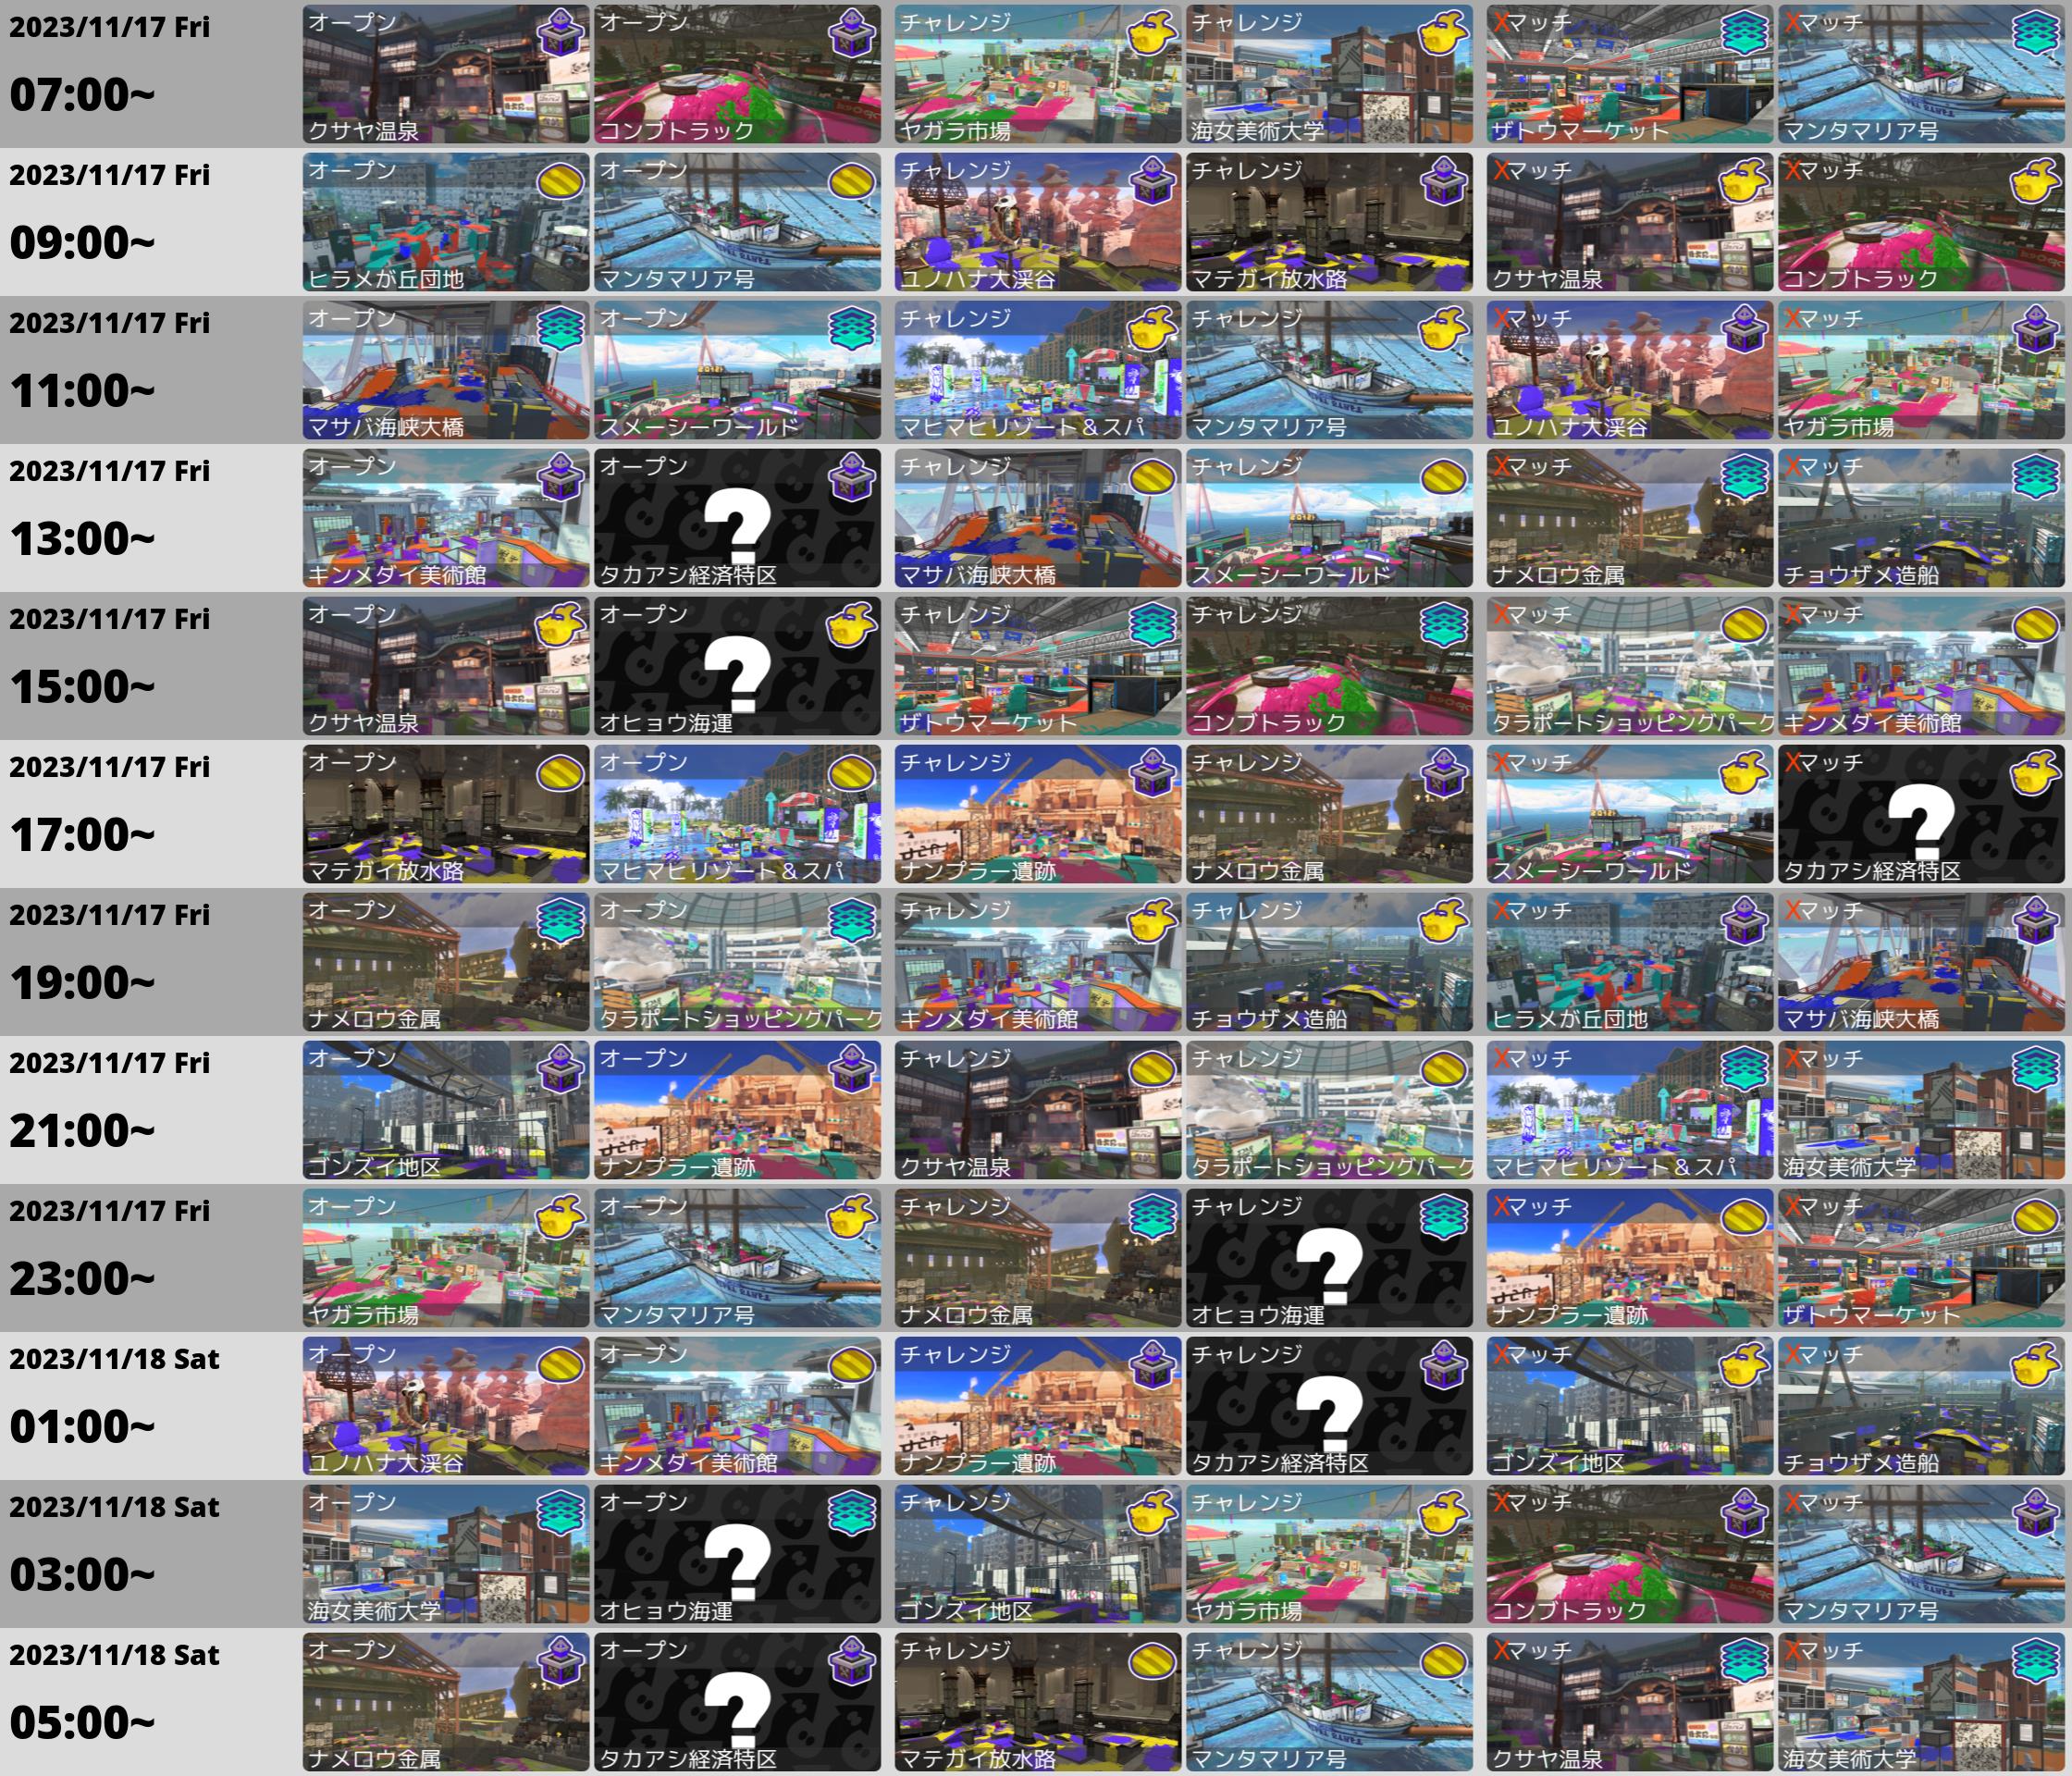 2023/11/17 Fri
07:00~
オープン オープン チャレンジ チャレンジ Xマッチ Xマッチ
クサヤ温泉 コンブトラック ヤガラ市場 海女美術大学 ザトウマーケット マンタマリア号
2023/11/17 Fri
09:00~
オープン オープン チャレンジ チャレンジ Xマッチ Xマッチ
ヒラメが丘団地 マンタマリア号 ユノハナ大渓谷 マテガイ放水路 クサヤ温泉 コンブトラック
2023/11/17 Fri
11:00~
オープン オープン チャレンジ チャレンジ Xマッチ Xマッチ
マサバ海峡大橋 スメーシーワールド マヒマヒリゾート＆スパ マンタマリア号 ユノハナ大渓谷 ヤガラ市場
2023/11/17 Fri
13:00~
オープン オープン チャレンジ チャレンジ Xマッチ Xマッチ
?
キンメダイ美術館 タカアシ経済特区 マサバ海峡大橋 スメーシーワールド ナメロウ金属 チョウザメ造船
2023/11/17 Fri
15:00~
オープン オープン チャレンジ チャレンジ Xマッチ Xマッチ
?
クサヤ温泉 オヒョウ海運 ザトウマーケット コンブトラック タラポートショッピングパーク キンメダイ美術館
2023/11/17 Fri
17:00~
オープン オープン チャレンジ チャレンジ Xマッチ Xマッチ
?
マテガイ放水路 マヒマヒリゾート＆スパ ナンプラー遺跡 ナメロウ金属 スメーシーワールド タカアシ経済特区
2023/11/17 Fri
19:00~
オープン オープン チャレンジ チャレンジ Xマッチ Xマッチ
ナメロウ金属 タラポートショッピングパーク キンメダイ美術館 チョウザメ造船 ヒラメが丘団地 マサバ海峡大橋
2023/11/17 Fri
21:00~
オープン オープン チャレンジ チャレンジ Xマッチ Xマッチ
ゴンズイ地区 ナンプラー遺跡 クサヤ温泉 タラポートショッピングパーク マヒマヒリゾート＆スパ 海女美術大学
2023/11/17 Fri
23:00~
オープン オープン チャレンジ チャレンジ Xマッチ Xマッチ
?
ヤガラ市場 マンタマリア号 ナメロウ金属 オヒョウ海運 ナンプラー遺跡 ザトウマーケット
2023/11/18 Sat
01:00~
オープン オープン チャレンジ チャレンジ Xマッチ Xマッチ
?
ユノハナ大渓谷 キンメダイ美術館 ナンプラー遺跡 タカアシ経済特区 ゴンズイ地区 チョウザメ造船
2023/11/18 Sat
03:00~
オープン オープン チャレンジ チャレンジ Xマッチ Xマッチ
?
海女美術大学 オヒョウ海運 ゴンズイ地区 ヤガラ市場 コンブトラック マンタマリア号
2023/11/18 Sat
05:00~
オープン オープン チャレンジ チャレンジ Xマッチ Xマッチ
?
ナメロウ金属 タカアシ経済特区 マテガイ放水路 マンタマリア号 クサヤ温泉 海女美術大学